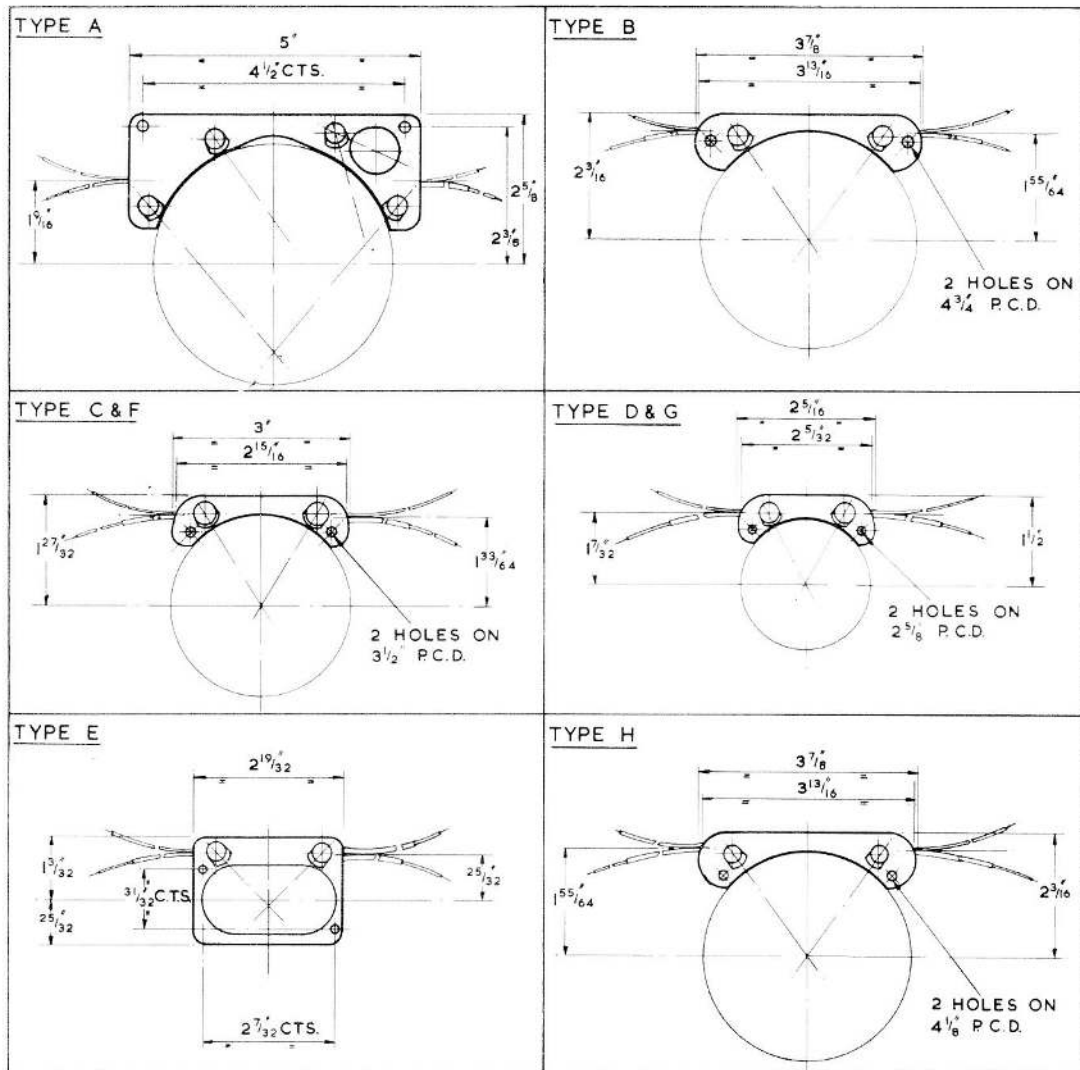 TYPE A
5"
4 1/2" CTS.
1 9/16"
2 5/8"
2 3/8"
TYPE B
3 7/8"
3 13/16"
2 3/16"
1 55/64"
2 HOLES ON
4 3/4" P.C.D.
TYPE C & F
3"
2 15/16"
1 27/32"
1 33/64"
2 HOLES ON
3 1/2" P.C.D.
TYPE D & G
2 5/16"
2 5/32"
1 7/32"
1 1/2"
2 HOLES ON
2 5/8" P.C.D.
TYPE E
2 19/32"
1 3/32"
31/32" C.T.S.
25/32"
25/32"
2 7/32" CTS.
TYPE H
3 7/8"
3 13/16"
1 55/64"
2 3/16"
2 HOLES ON
4 1/8" P.C.D.